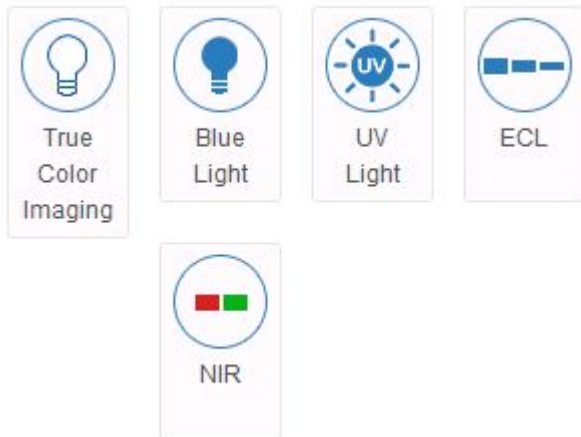 True
Color
Imaging
Blue
Light
UV
UV
Light
ECL
NIR